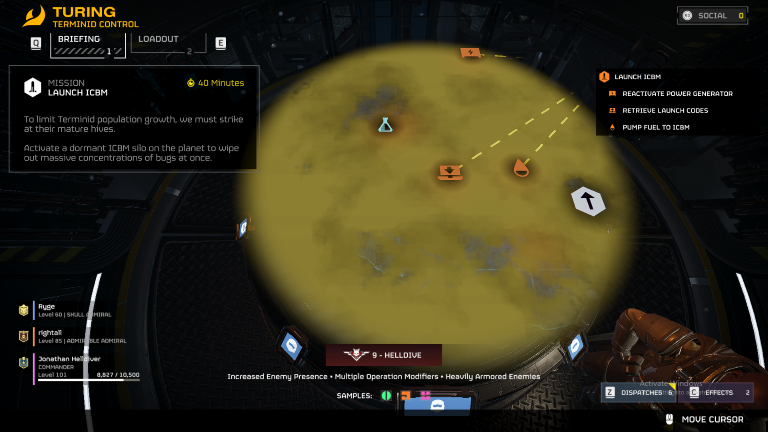 TURING
TERMINID CONTROL
SOCIAL 0
Q
BRIEFING
1
LOADOUT
2
E
MISSION
LAUNCH ICBM
40 Minutes
To limit Terminid population growth, we must strike
at their mature hives.
Activate a dormant ICBM silo on the planet to wipe
out massive concentrations of bugs at once.
LAUNCH ICBM
REACTIVATE POWER GENERATOR
RETRIEVE LAUNCH CODES
PUMP FUEL TO ICBM
Ryge
Level 60 | SKULL ADMIRAL
rightall
Level 85 | ADMIRABLE ADMIRAL
Jonathan Helldiver
COMMANDER
Level 101
8,827 / 10,500
9 - HELLDIVE
Increased Enemy Presence • Multiple Operation Modifiers • Heavily Armored Enemies
SAMPLES:
Activate Windows
Z DISPATCHES 6
C EFFECTS 2
MOVE CURSOR